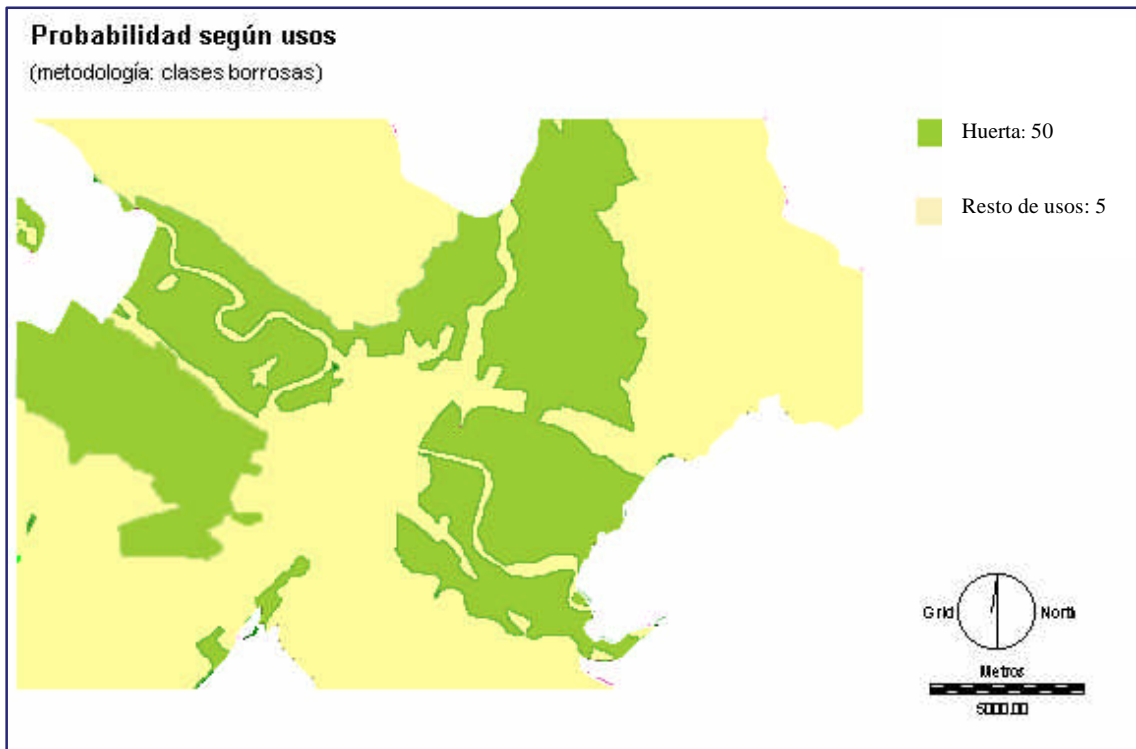 Probabilidad según usos
(metodología: clases borrosas)
Huerta: 50
Resto de usos: 5
Grid North
Metros
5000.00